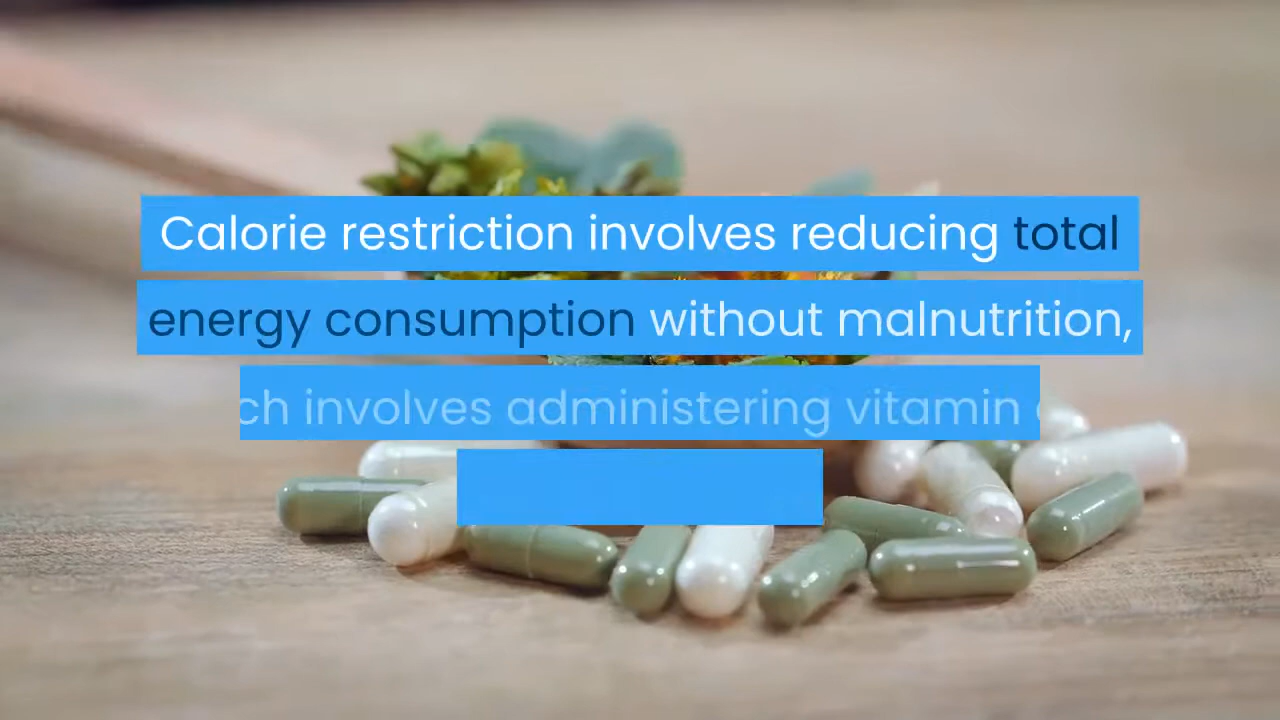 Calorie restriction involves reducing total
energy consumption without malnutrition,
involves administering vitamin